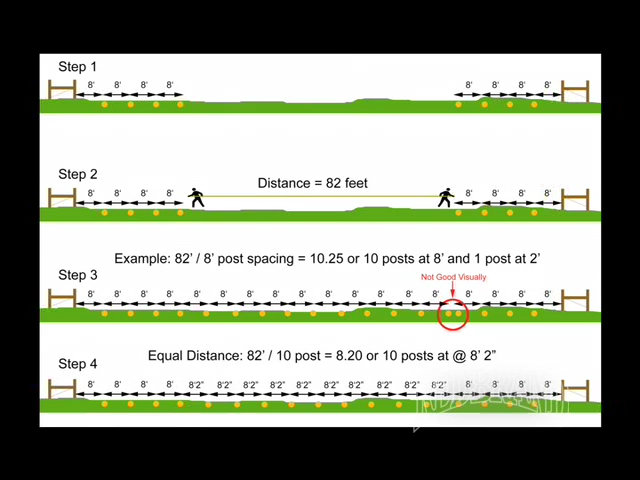 Step 1
8' 8' 8' 8' 8' 8' 8' 8'
Step 2
Distance = 82 feet
8' 8' 8' 8' 8' 8' 8' 8'
Example: 82' / 8' post spacing = 10.25 or 10 posts at 8' and 1 post at 2'
Step 3
Not Good Visually
8' 8' 8' 8' 8' 8' 8' 8' 8' 8' 8' 8' 8' 8' 8' 8' 8' 8'
Equal Distance: 82' / 10 post = 8.20 or 10 posts at @ 8' 2"
Step 4
8' 8' 8' 8' 8'2" 8'2" 8'2" 8'2" 8'2" 8'2" 8'2" 8'2" 8'2" 8'2" 8' 8' 8' 8'